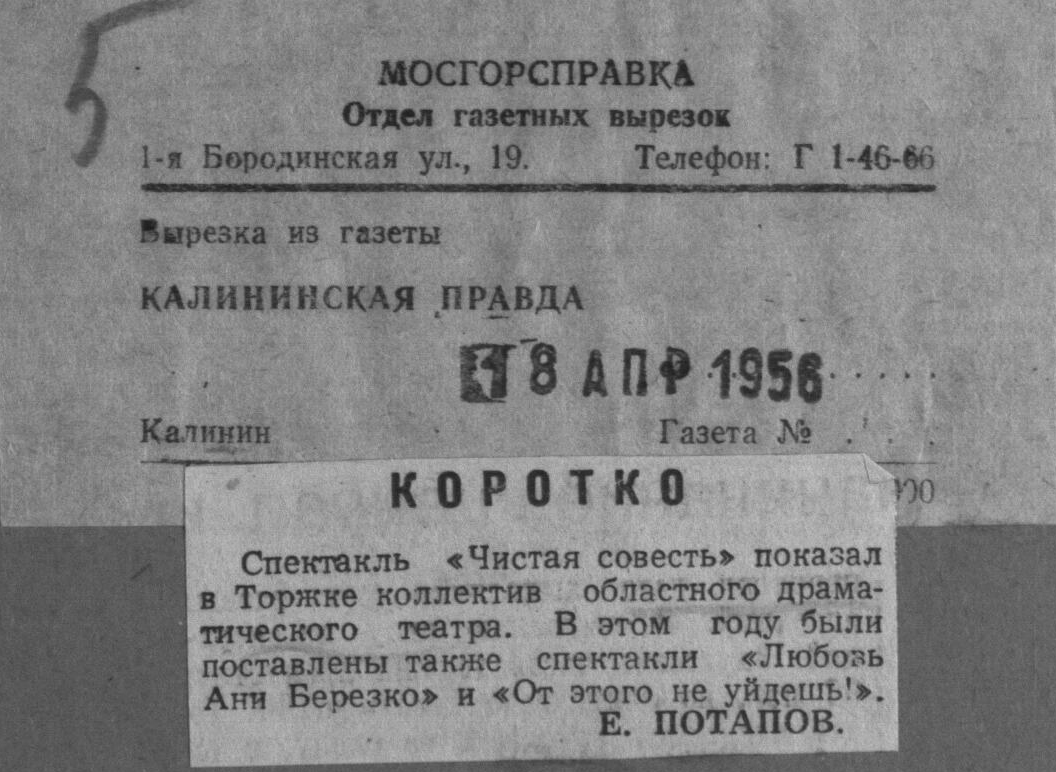 5
МОСГОРСПРАВКА
Отдел газетных вырезок
1-я Бородинская ул., 19. Телефон: Г 1-46-66
Вырезка из газеты
КАЛИНИНСКАЯ ПРАВДА
18 АПР 1956
Калинин Газета № . . . .
КОРОТКО
Спектакль «Чистая совесть» показал
в Торжке коллектив областного драма-
тического театра. В этом году были
поставлены также спектакли «Любовь
Ани Березко» и «От этого не уйдешь!».
Е. ПОТАПОВ.